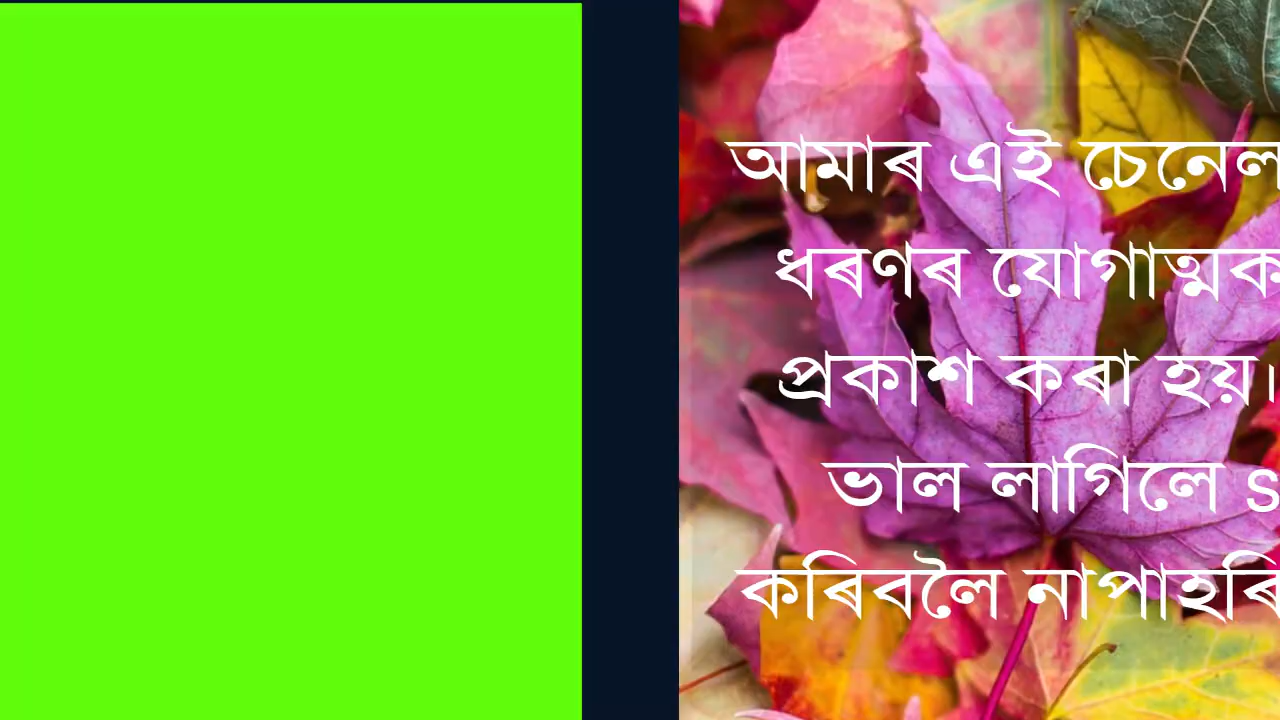 আমাৰ এই চেনেল
ধৰণৰ যোগাত্মক
প্ৰকাশ কৰা হয়।
ভাল লাগিলে S
কৰিবলৈ নাপাহৰি